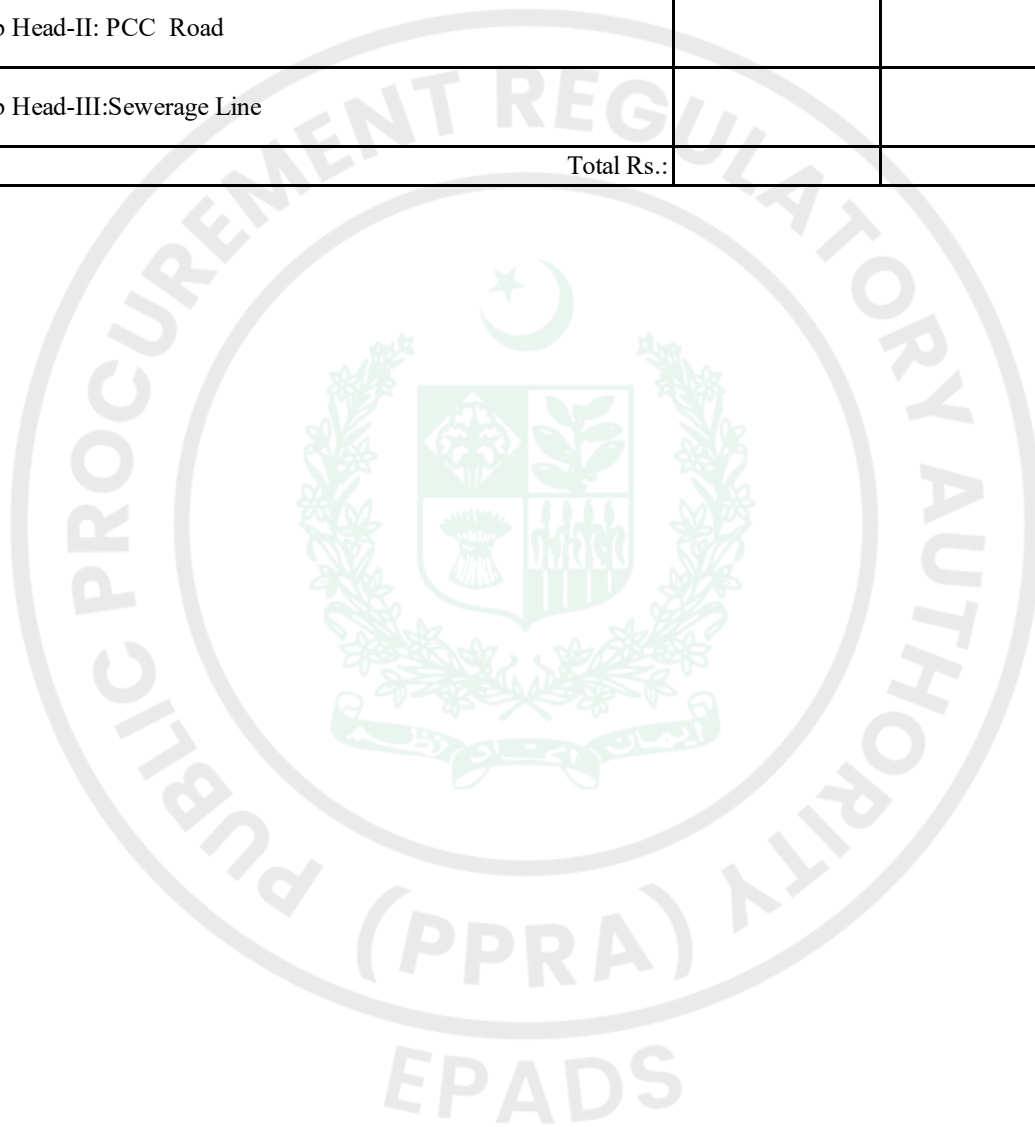 b Head-II: PCC Road
b Head-III:Sewerage Line
Total Rs.:
PUBLIC PROCUREMENT REGULATORY AUTHORITY
(PPRA)
EPADS